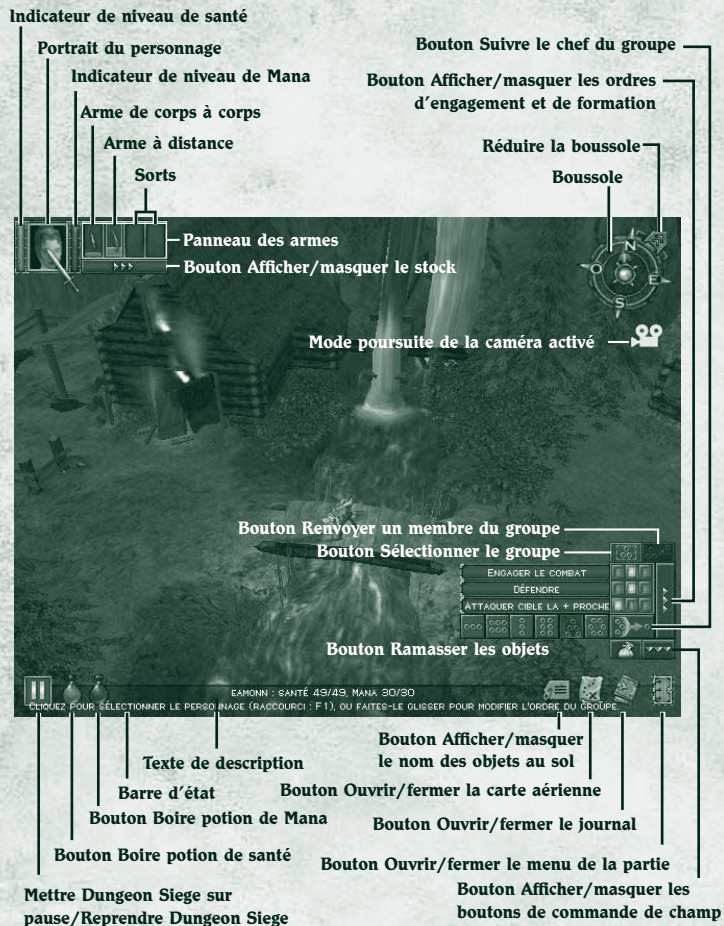 Indicateur de niveau de santé
Portrait du personnage
Indicateur de niveau de Mana
Arme de corps à corps
Arme à distance
Sorts
Bouton Suivre le chef du groupe
Bouton Afficher/masquer les ordres
d'engagement et de formation
Réduire la boussole
Boussole
Panneau des armes
Bouton Afficher/masquer le stock
N
O
E
S
Mode poursuite de la caméra activé
Bouton Renvoyer un membre du groupe
Bouton Sélectionner le groupe
ENGAGER LE COMBAT
DÉFENDRE
ATTAQUER CIBLE LA + PROCHE
Bouton Ramasser les objets
EAMONN : SANTÉ 49/49, MANA 30/30
CLIQUEZ POUR SÉLECTIONNER LE PERSONNAGE (RACCOURCI : F1), OU FAITES-LE GLISSER POUR MODIFIER L'ORDRE DU GROUPE.
Texte de description
Barre d'état
Bouton Boire potion de Mana
Bouton Boire potion de santé
Mettre Dungeon Siege sur
pause/Reprendre Dungeon Siege
Bouton Afficher/masquer
le nom des objets au sol
Bouton Ouvrir/fermer la carte aérienne
Bouton Ouvrir/fermer le journal
Bouton Ouvrir/fermer le menu de la partie
Bouton Afficher/masquer les
boutons de commande de champ